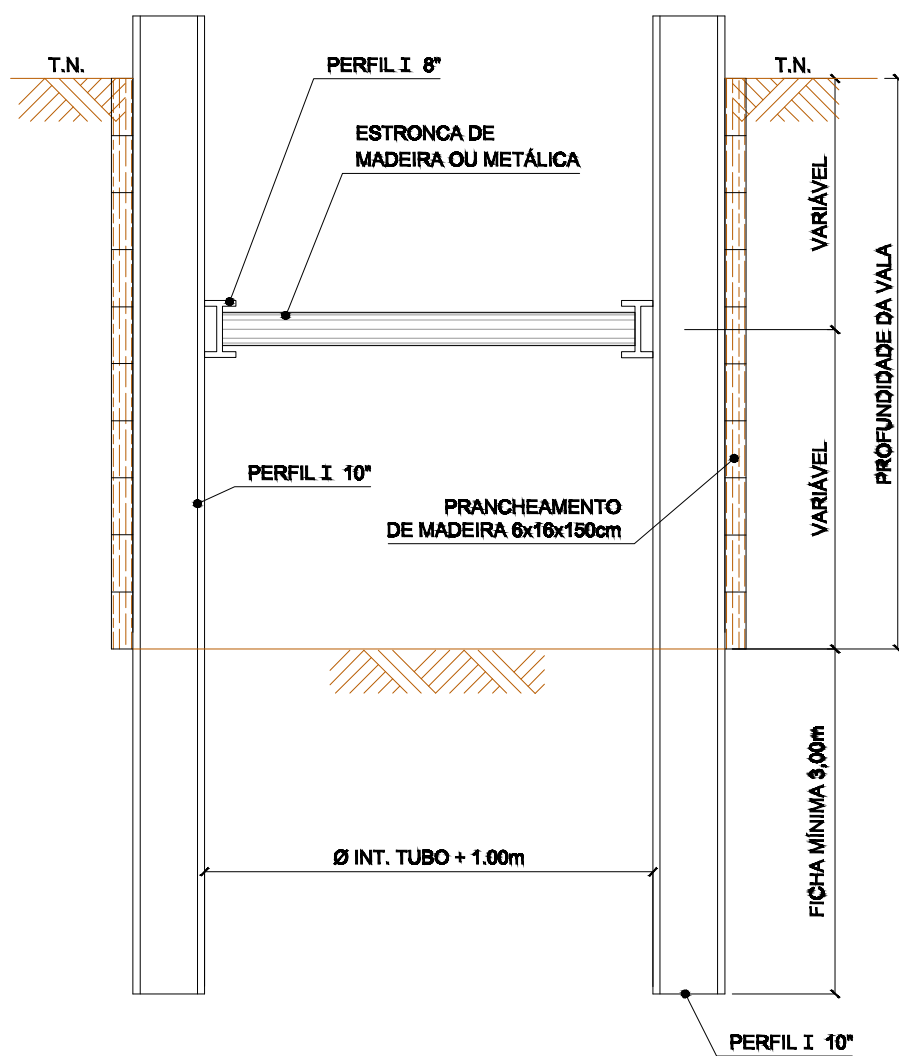 T.N.
PERFIL I 8"
T.N.
ESTRONCA DE
MADEIRA OU METÁLICA
VARIÁVEL
PROFUNDIDADE DA VALA
PERFIL I 10"
PRANCHEAMENTO
DE MADEIRA 6x16x150cm
VARIÁVEL
FICHA MÍNIMA 3,00m
Ø INT. TUBO + 1.00m
PERFIL I 10"